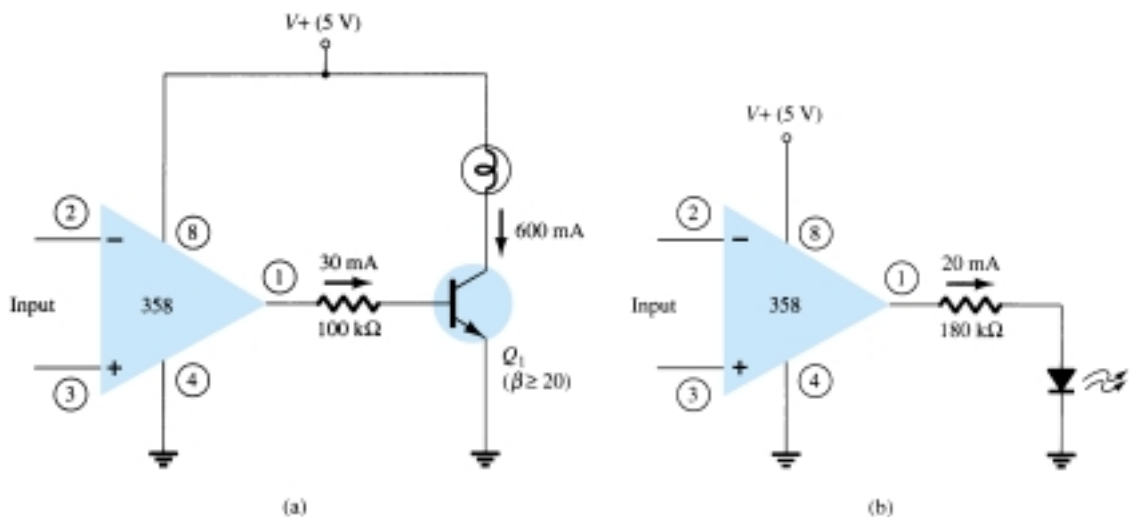 V+ (5 V)
2
8
600 mA
1
30 mA
Input
358
100 kΩ
3
4
Q1
(β ≥ 20)
(a)
V+ (5 V)
2
8
1
20 mA
Input
358
180 kΩ
3
4
(b)